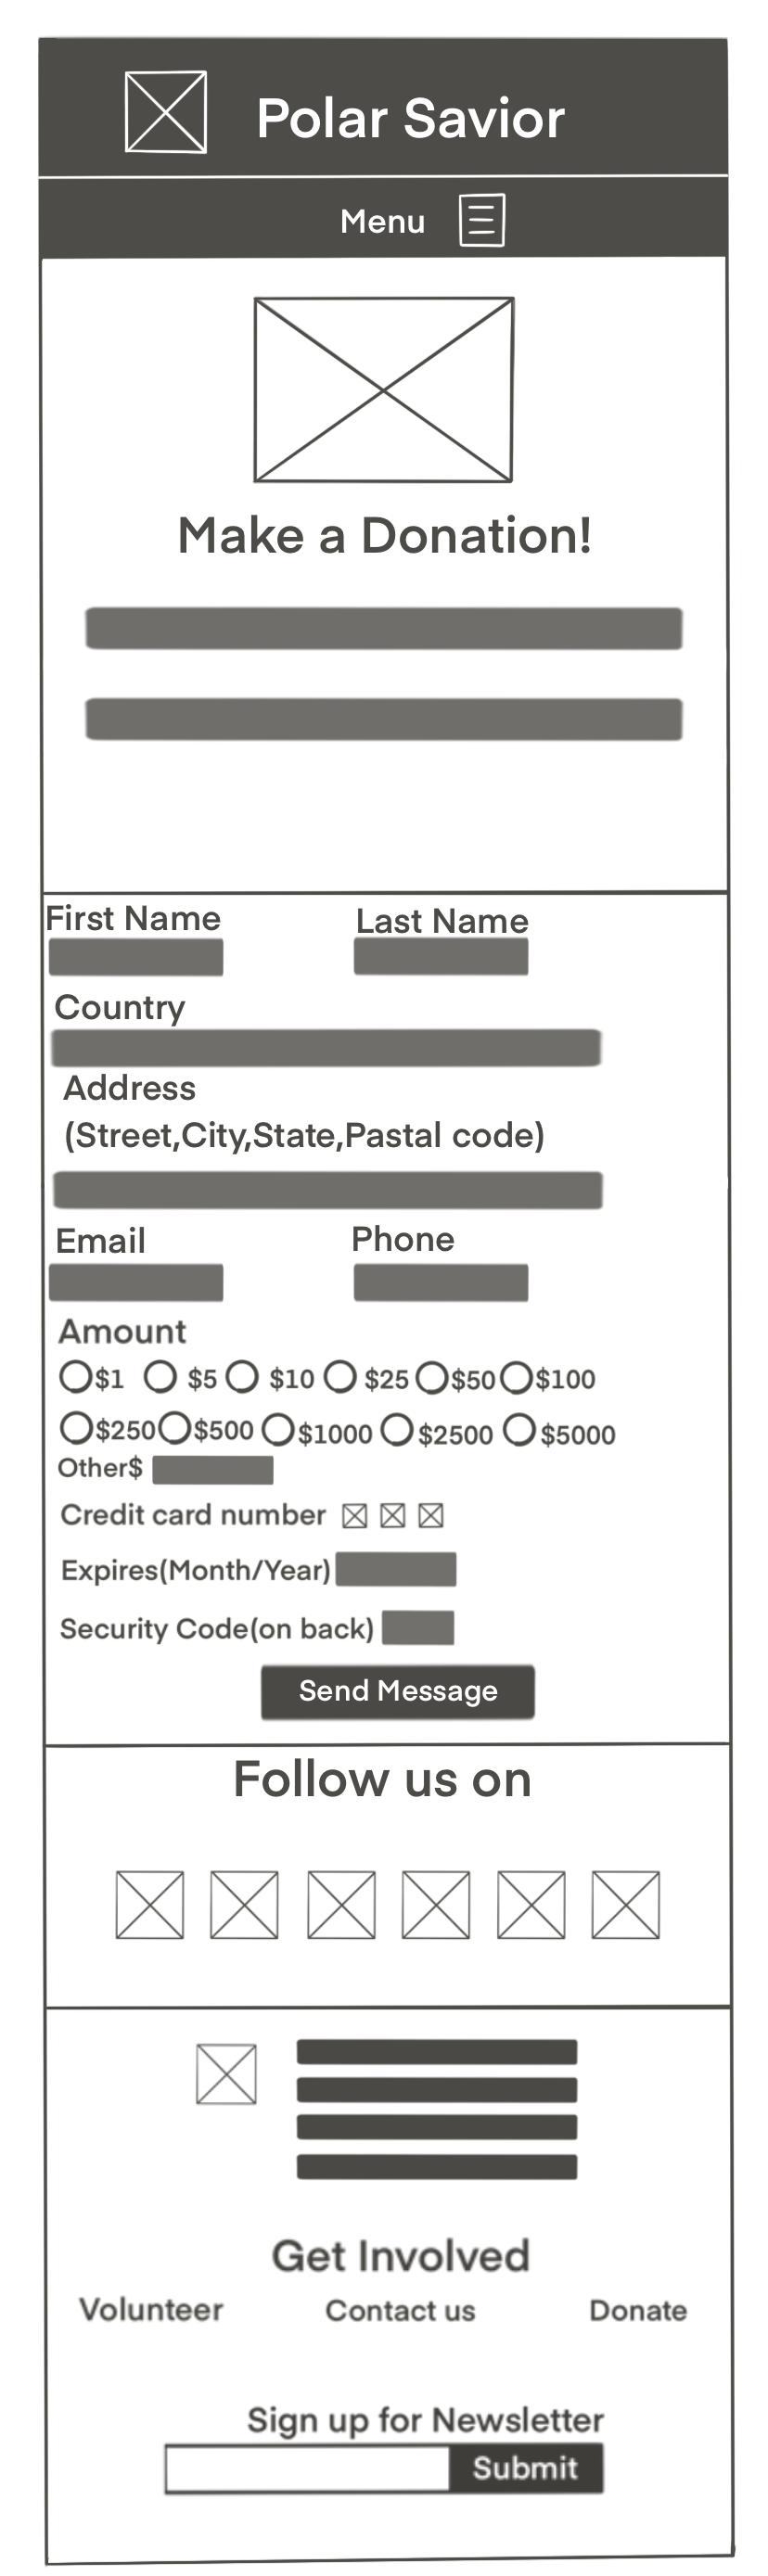 Polar Savior
Menu
Make a Donation!
First Name Last Name
Country
Address
(Street,City,State,Pastal code)
Email Phone
Amount
$1 $5 $10 $25 $50 $100
$250 $500 $1000 $2500 $5000
Other$
Credit card number
Expires(Month/Year)
Security Code(on back)
Send Message
Follow us on
Get Involved
Volunteer Contact us Donate
Sign up for Newsletter
Submit